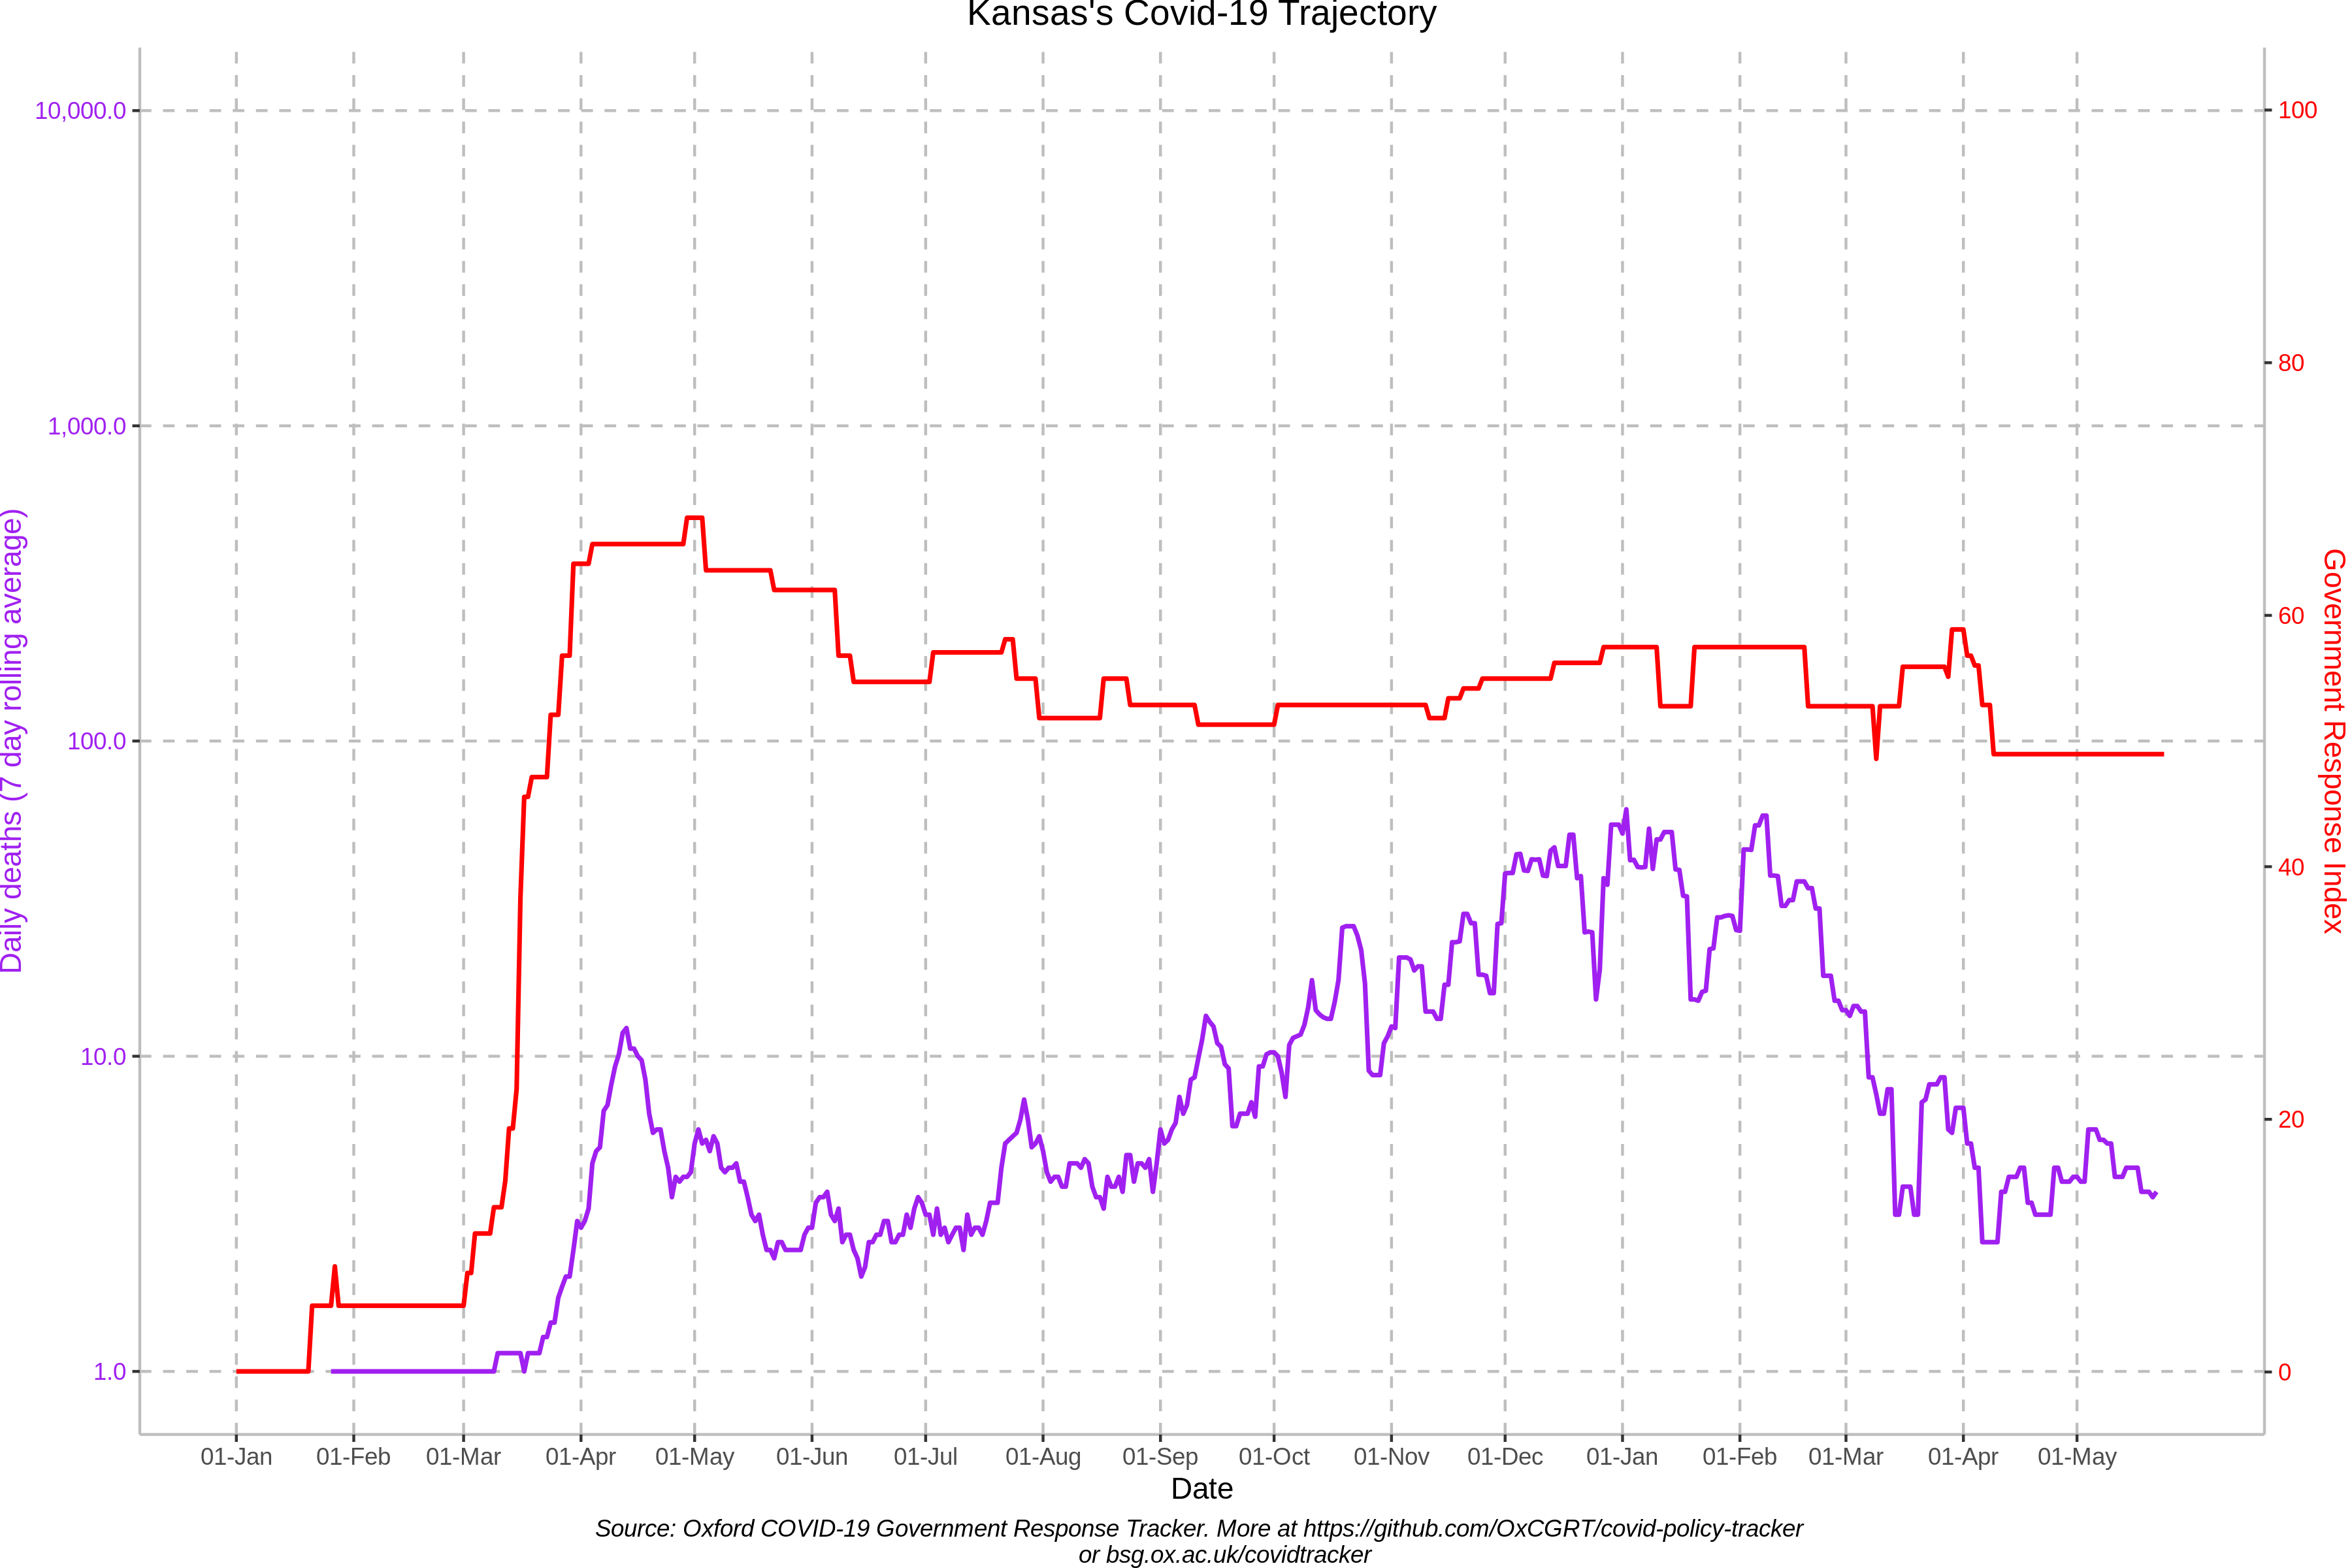 Kansas's Covid-19 Trajectory
10,000.0
1,000.0
100.0
10.0
1.0
Daily deaths (7 day rolling average)
100
80
60
40
20
0
Government Response Index
01-Jan 01-Feb 01-Mar 01-Apr 01-May 01-Jun 01-Jul 01-Aug 01-Sep 01-Oct 01-Nov 01-Dec 01-Jan 01-Feb 01-Mar 01-Apr 01-May
Date
Source: Oxford COVID-19 Government Response Tracker. More at https://github.com/OxCGRT/covid-policy-tracker
or bsg.ox.ac.uk/covidtracker